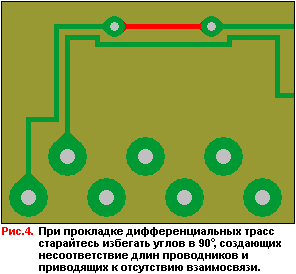 Рис.4. При прокладке дифференциальных трасс
старайтесь избегать углов в 90°, создающих
несоответствие длин проводников и
приводящих к отсутствию взаимосвязи.